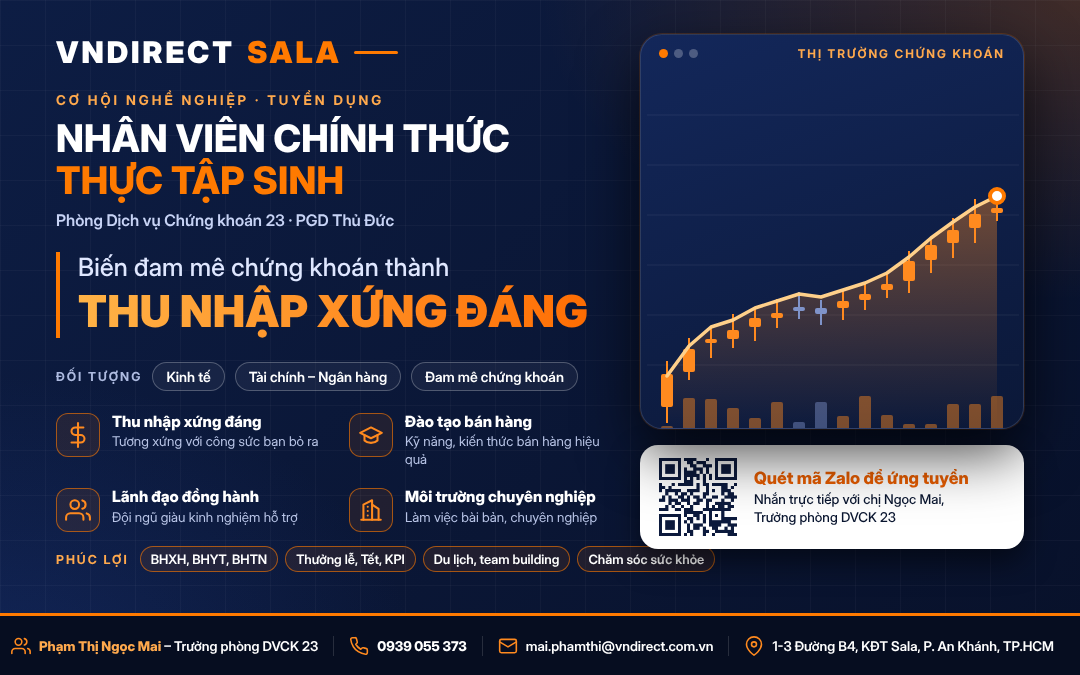 VNDIRECT SALA
CƠ HỘI NGHỀ NGHIỆP · TUYỂN DỤNG
NHÂN VIÊN CHÍNH THỨC
THỰC TẬP SINH
Phòng Dịch vụ Chứng khoán 23 · PGD Thủ Đức
Biến đam mê chứng khoán thành
THU NHẬP XỨNG ĐÁNG
ĐỐI TƯỢNG
Kinh tế
Tài chính – Ngân hàng
Đam mê chứng khoán
Thu nhập xứng đáng
Tương xứng với công sức bạn bỏ ra
Đào tạo bán hàng
Kỹ năng, kiến thức bán hàng hiệu
quả
Lãnh đạo đồng hành
Đội ngũ giàu kinh nghiệm hỗ trợ
Môi trường chuyên nghiệp
Làm việc bài bản, chuyên nghiệp
PHÚC LỢI
BHXH, BHYT, BHTN
Thưởng lễ, Tết, KPI
Du lịch, team building
Chăm sóc sức khỏe
THỊ TRƯỜNG CHỨNG KHOÁN
Quét mã Zalo để ứng tuyển
Nhắn trực tiếp với chị Ngọc Mai,
Trưởng phòng DVCK 23
Phạm Thị Ngọc Mai – Trưởng phòng DVCK 23
0939 055 373
mai.phamthi@vndirect.com.vn
1-3 Đường B4, KĐT Sala, P. An Khánh, TP.HCM